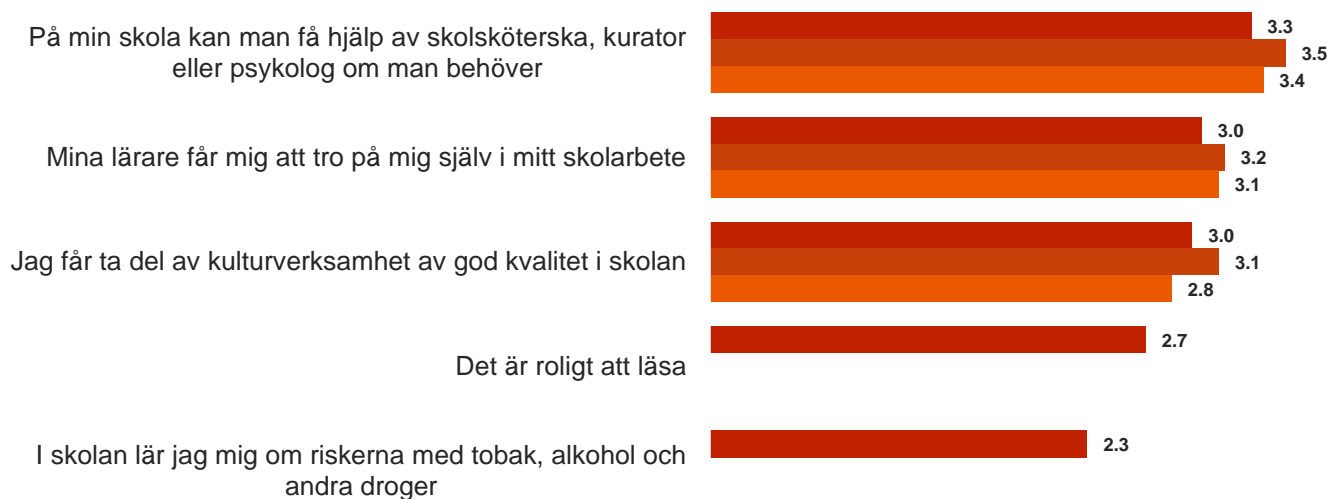 På min skola kan man få hjälp av skolsköterska, kurator
eller psykolog om man behöver
3.3
3.5
3.4
Mina lärare får mig att tro på mig själv i mitt skolarbete
3.0
3.2
3.1
Jag får ta del av kulturverksamhet av god kvalitet i skolan
3.0
3.1
2.8
Det är roligt att läsa
2.7
I skolan lär jag mig om riskerna med tobak, alkohol och
andra droger
2.3